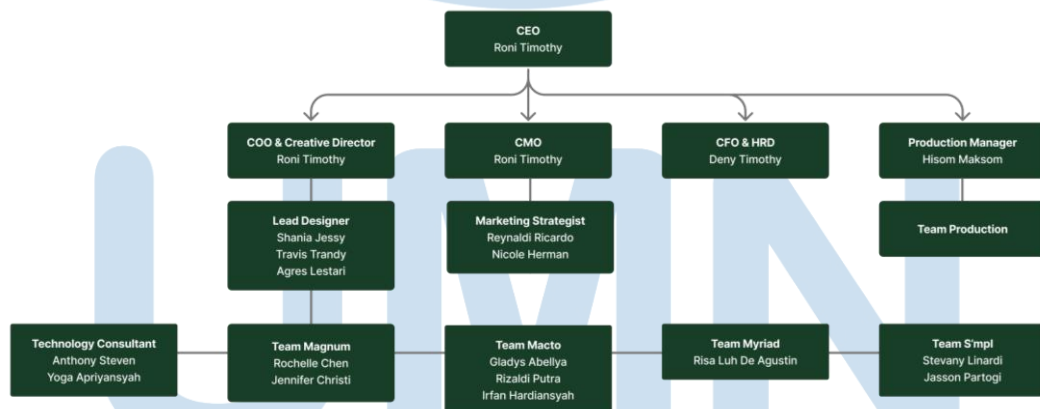 CEO
Roni Timothy
COO & Creative Director
Roni Timothy
CMO
Roni Timothy
CFO & HRD
Deny Timothy
Production Manager
Hisom Maksom
Lead Designer
Shania Jessy
Travis Trandy
Agres Lestari
Marketing Strategist
Reynaldi Ricardo
Nicole Herman
Team Production
Technology Consultant
Anthony Steven
Yoga Apriyansyah
Team Magnum
Rochelle Chen
Jennifer Christi
Team Macto
Gladys Abellya
Rizaldi Putra
Irfan Hardiansyah
Team Myriad
Risa Luh De Agustin
Team S'mpl
Stevany Linardi
Jasson Partogi
UMN